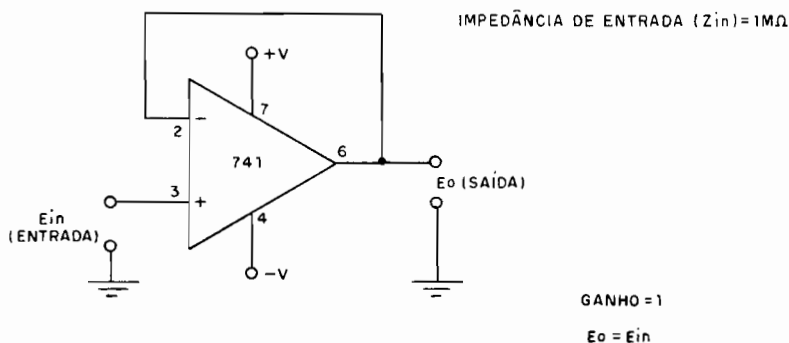 IMPEDÂNCIA DE ENTRADA (Zin)=1MΩ
+V
7
2
−
741
6
Eo (SAÍDA)
3
+
4
Ein
(ENTRADA)
−V
GANHO=1
Eo = Ein